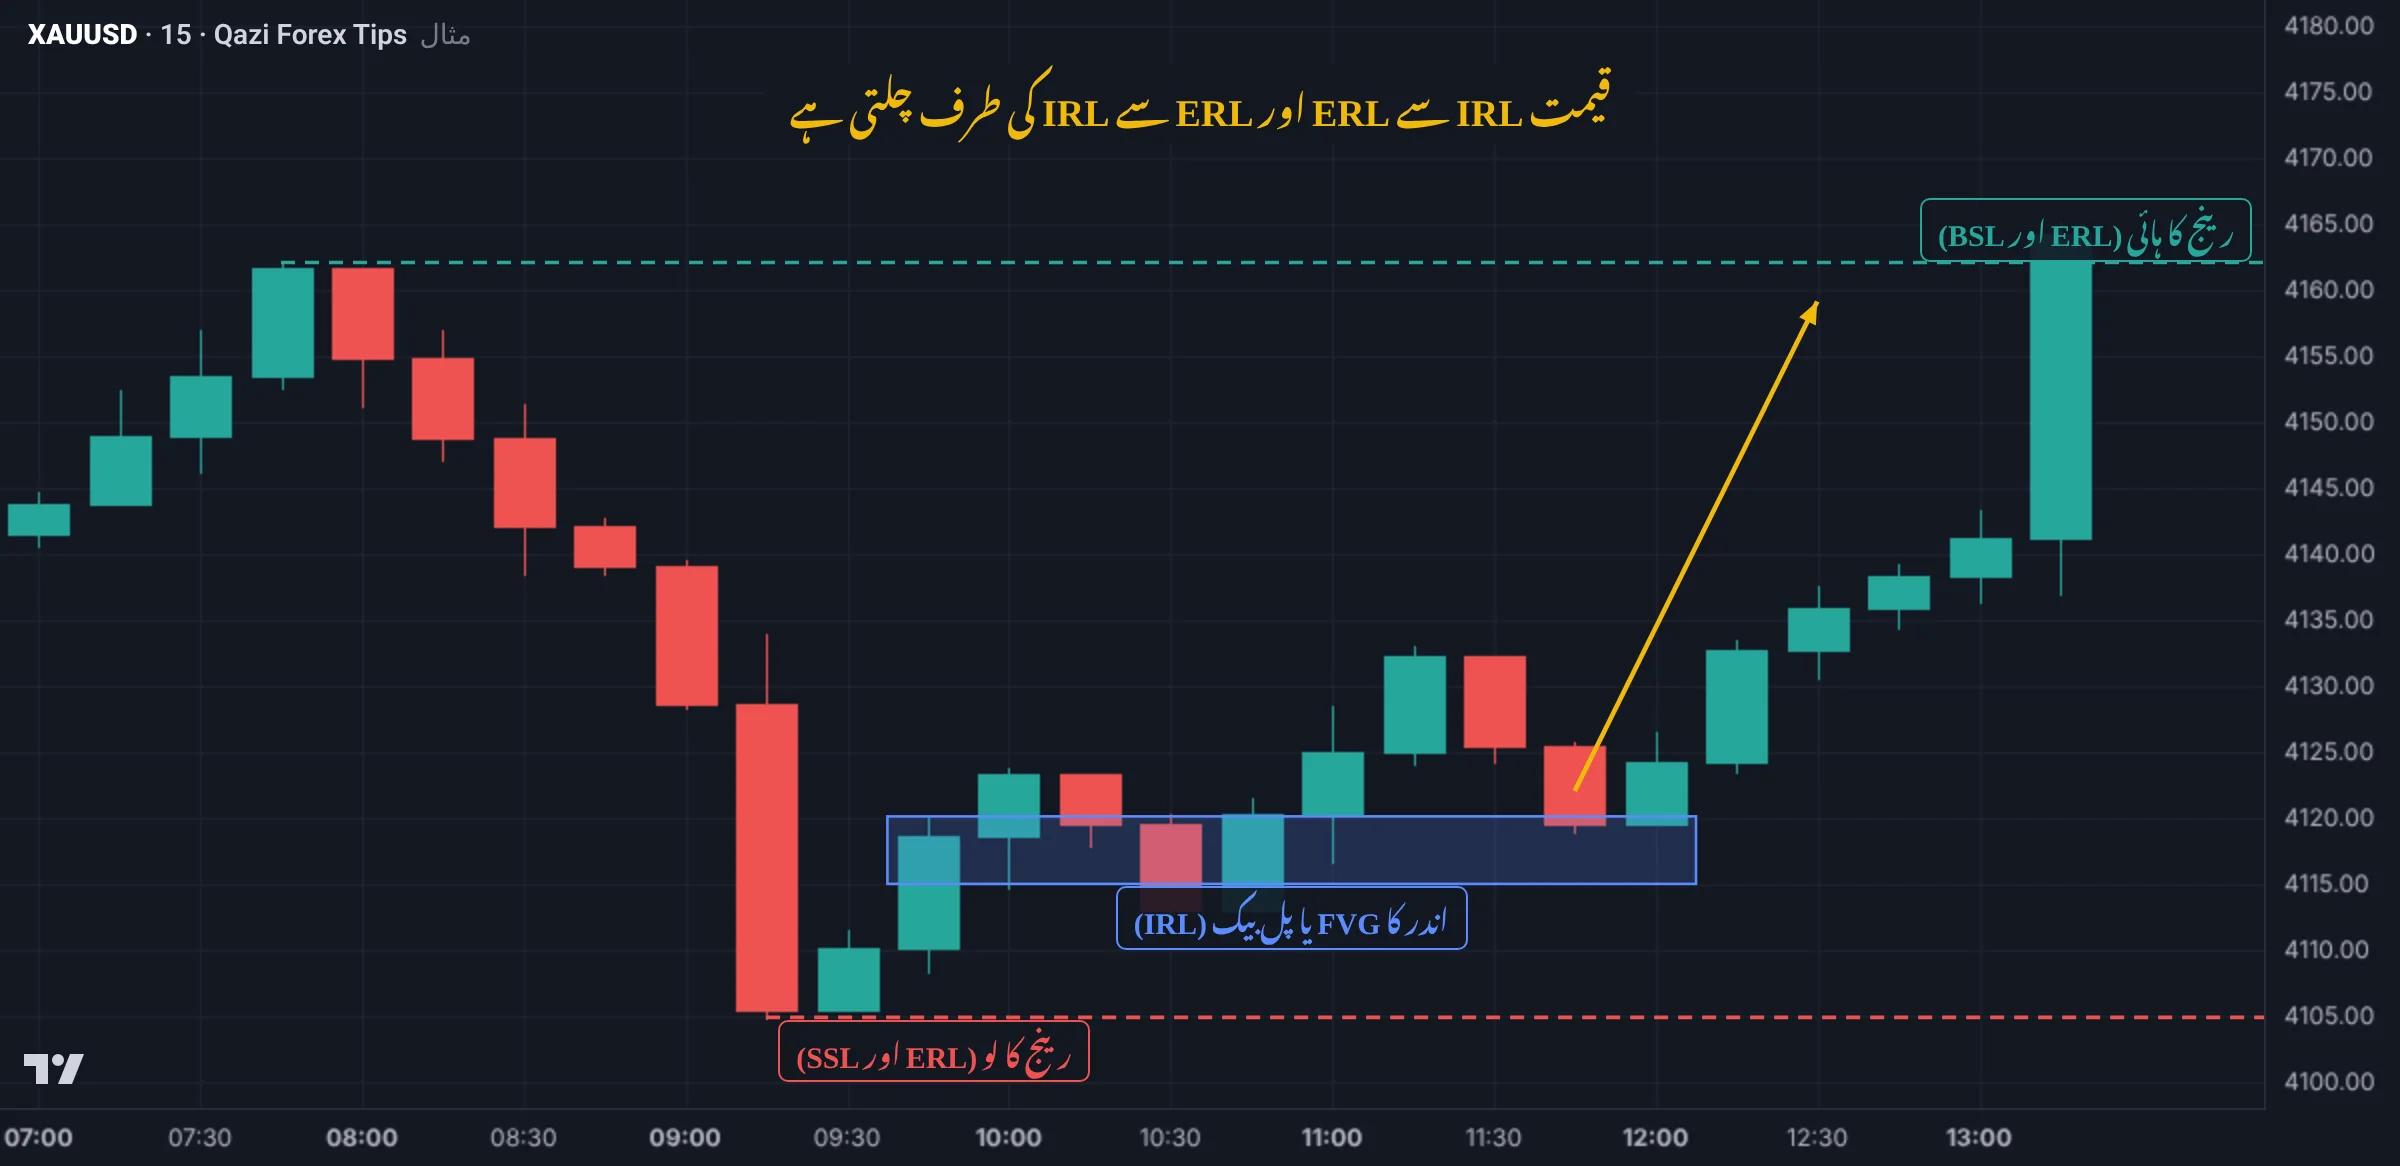 XAUUSD · 15 · Qazi Forex Tips مثال
قیمت IRL سے ERL اور ERL سے IRL کی طرف چلتی ہے
رینج کا ہائی (ERL اور BSL)
اندر کا FVG یا پل بیک (IRL)
رینج کا لو (ERL اور SSL)
4180.00
4175.00
4170.00
4165.00
4160.00
4155.00
4150.00
4145.00
4140.00
4135.00
4130.00
4125.00
4120.00
4115.00
4110.00
4105.00
4100.00
07:00 07:30 08:00 08:30 09:00 09:30 10:00 10:30 11:00 11:30 12:00 12:30 13:00